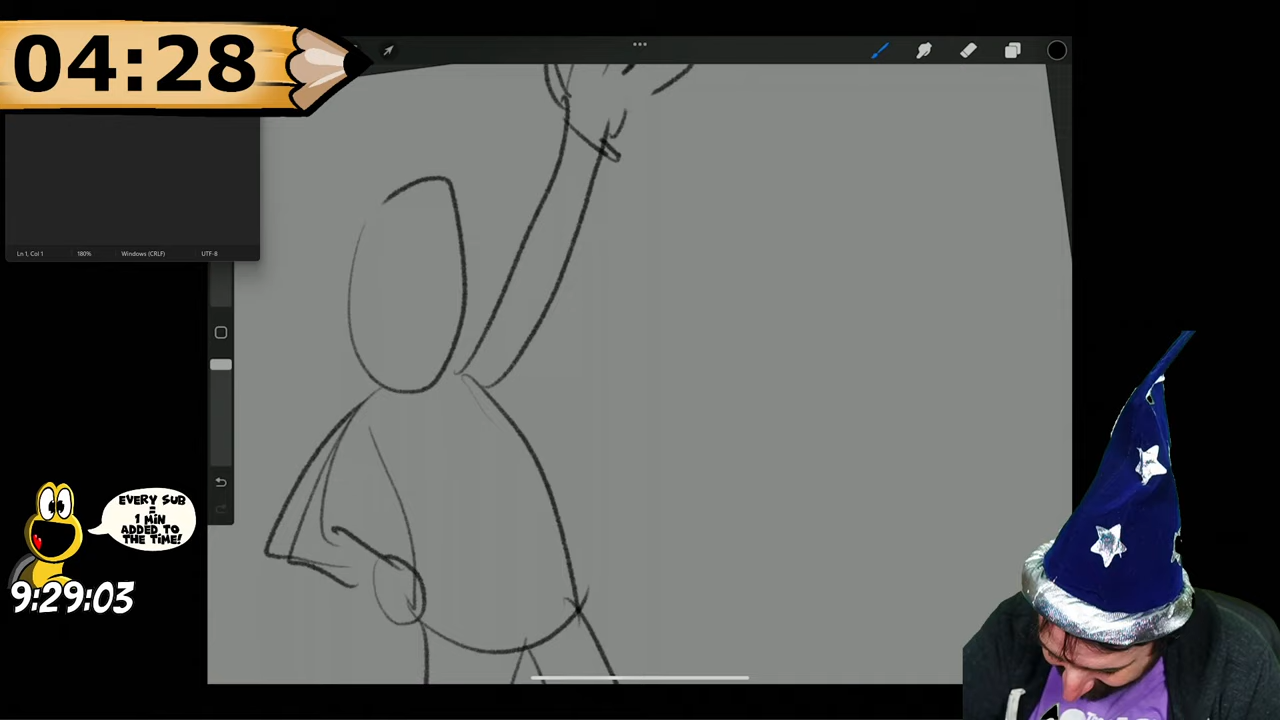 04:28
Ln 1, Col 1 180% Windows (CRLF) UTF-8
EVERY SUB
=
1 MIN
ADDED TO
THE TIME!
9:29:03